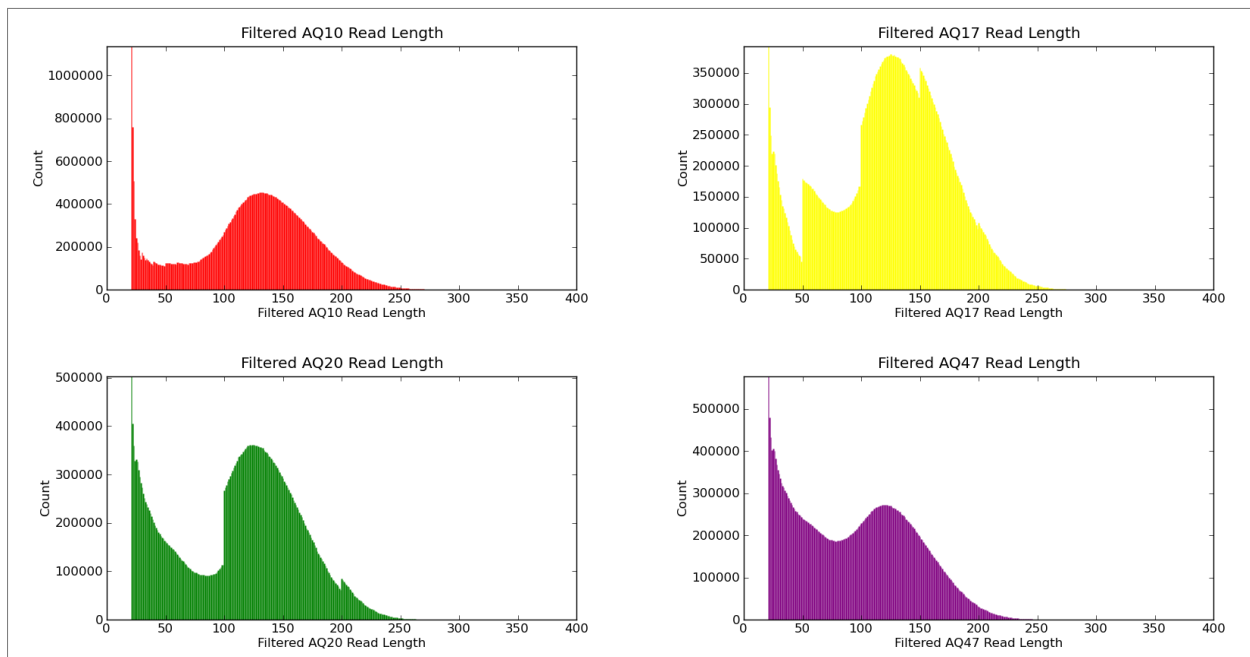 Filtered AQ10 Read Length
1000000
800000
600000
400000
200000
0
Count
0 50 100 150 200 250 300 350 400
Filtered AQ10 Read Length
Filtered AQ17 Read Length
350000
300000
250000
200000
150000
100000
50000
0
Count
0 50 100 150 200 250 300 350 400
Filtered AQ17 Read Length
Filtered AQ20 Read Length
500000
400000
300000
200000
100000
0
Count
0 50 100 150 200 250 300 350 400
Filtered AQ20 Read Length
Filtered AQ47 Read Length
500000
400000
300000
200000
100000
0
Count
0 50 100 150 200 250 300 350 400
Filtered AQ47 Read Length